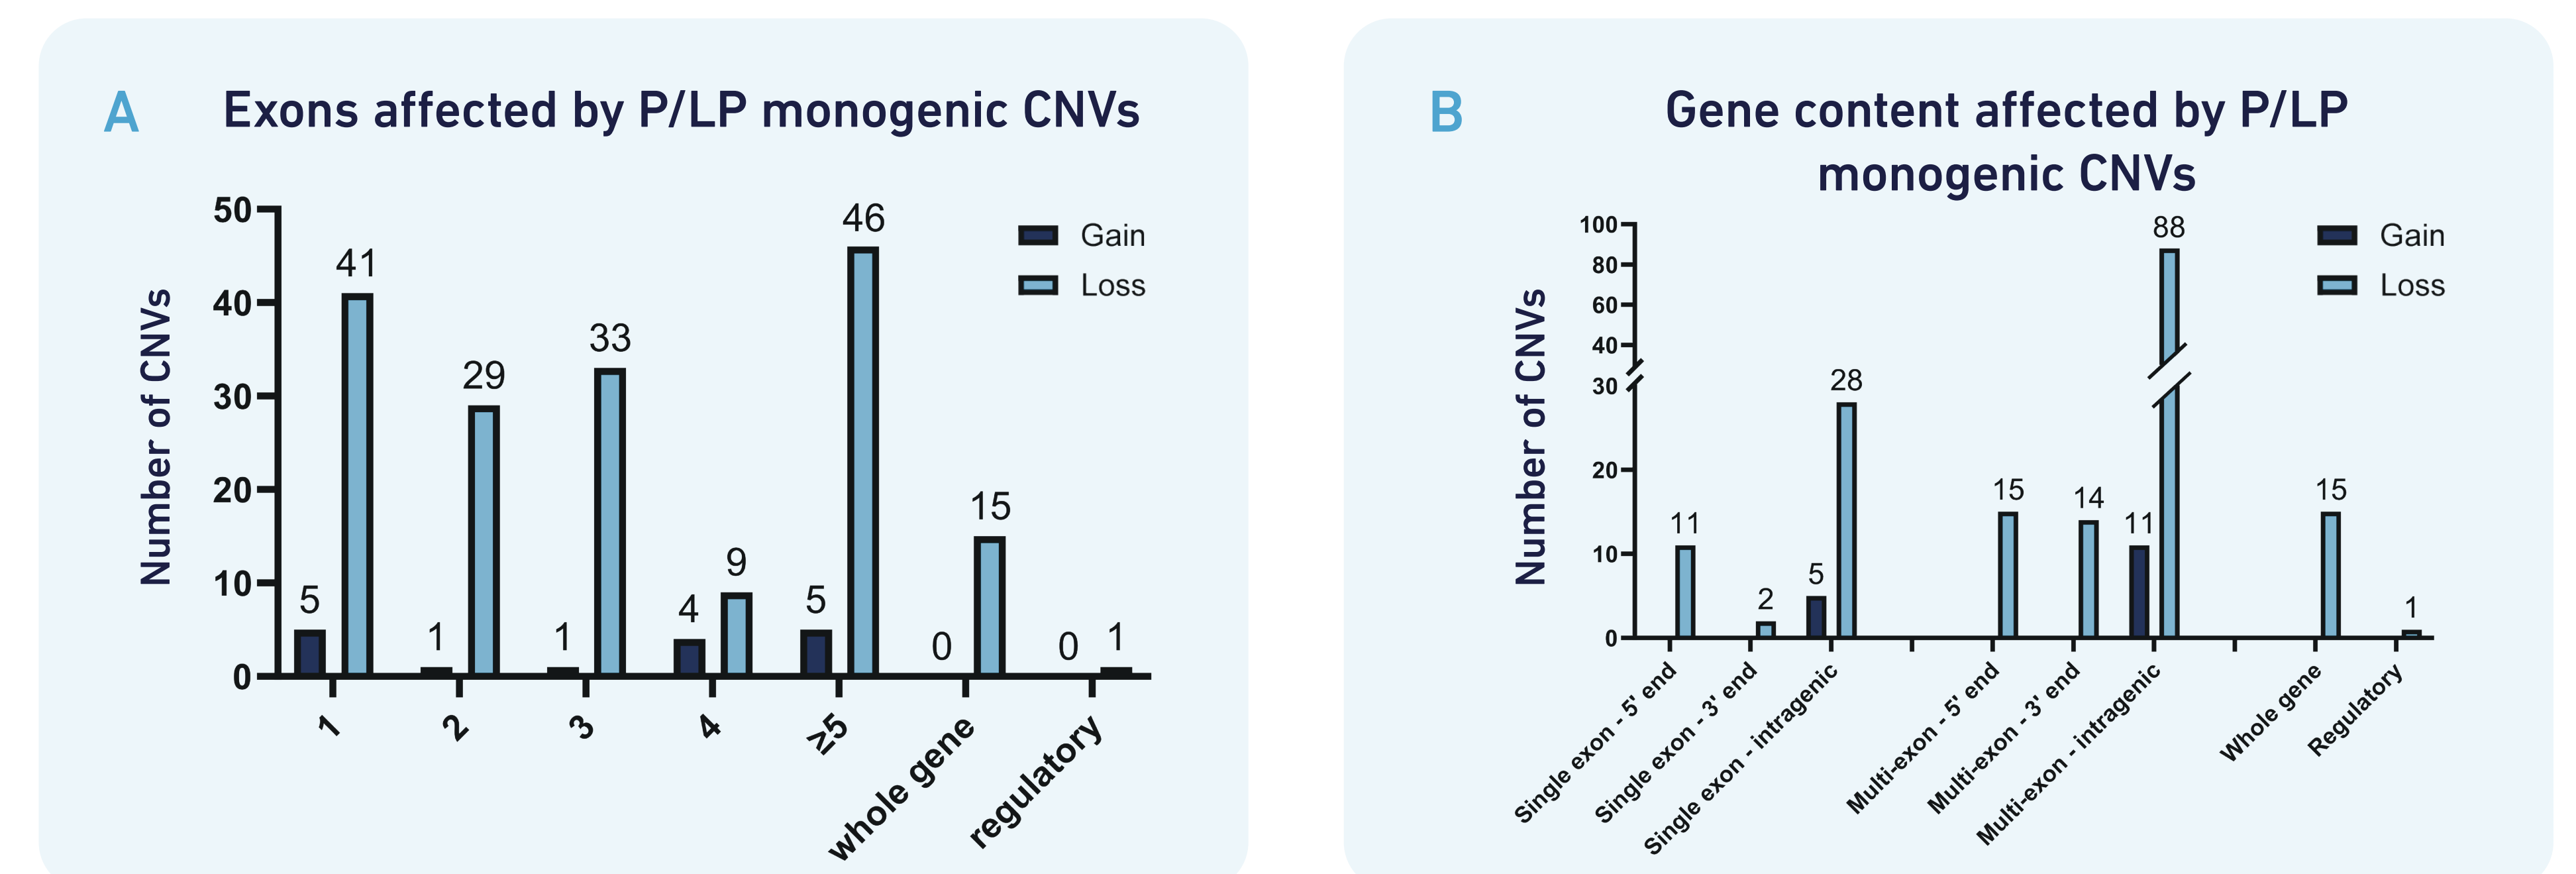 A
Exons affected by P/LP monogenic CNVs
Number of CNVs
50
40
30
20
10
0
5
41
1
29
1
33
4
9
5
46
0
15
0
1
Gain
Loss
1
2
3
4
≥5
whole gene
regulatory
B
Gene content affected by P/LP
monogenic CNVs
Number of CNVs
100
80
60
40
30
20
10
0
11
2
5
28
15
14
11
88
15
1
Gain
Loss
Single exon - 5' end
Single exon - 3' end
Single exon - intragenic
Multi-exon - 5' end
Multi-exon - 3' end
Multi-exon - intragenic
Whole gene
Regulatory